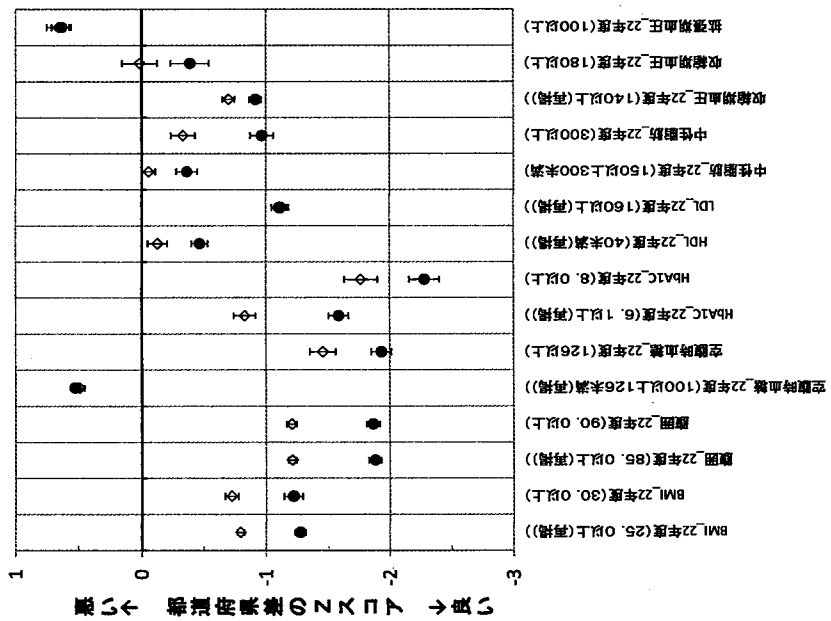 悪い↑ 都道府県差のZスコア ↓良い
1
0
-1
-2
-3
BMI_22年度(25. 0以上(再掲))
BMI_22年度(30. 0以上)
腹囲_22年度(85. 0以上(再掲))
腹囲_22年度(90. 0以上)
空腹時血糖_22年度(100以上126未満(再掲))
空腹時血糖_22年度(126以上)
HbA1C_22年度(6. 1以上(再掲))
HbA1C_22年度(8. 0以上)
HDL_22年度(40未満(再掲))
LDL_22年度(160以上(再掲))
中性脂肪_22年度(150以上300未満)
中性脂肪_22年度(300以上)
収縮期血圧_22年度(140以上(再掲))
収縮期血圧_22年度(180以上)
拡張期血圧_22年度(100以上)